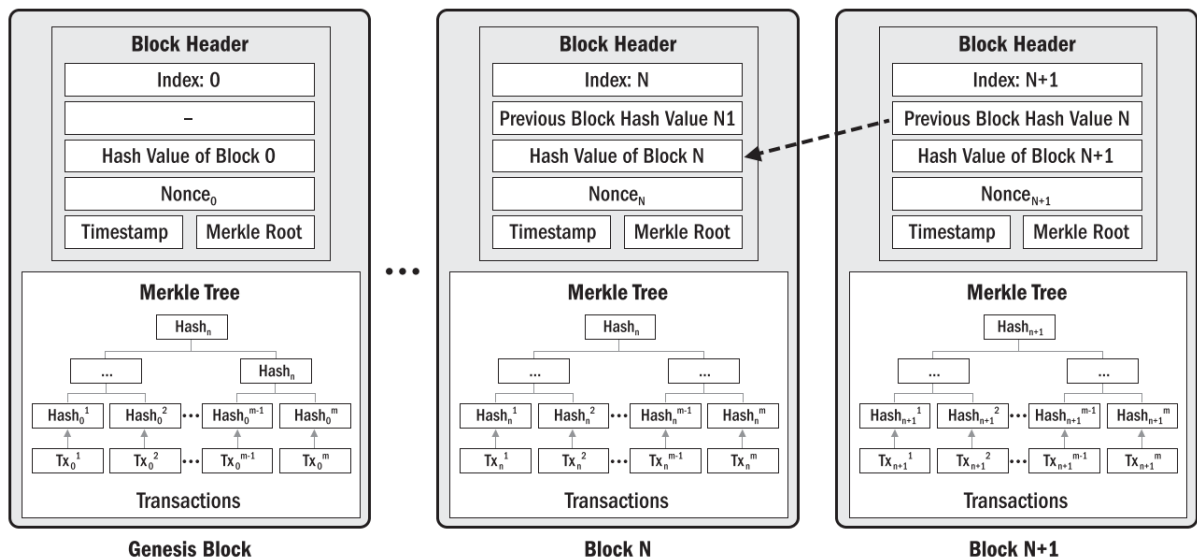 Block Header
Index: 0
–
Hash Value of Block 0
Nonce₀
Timestamp Merkle Root
Merkle Tree
Hashₙ
... Hashₙ
Hash₀¹ Hash₀² ••• Hash₀ᵐ⁻¹ Hash₀ᵐ
Tx₀¹ Tx₀² ••• Tx₀ᵐ⁻¹ Tx₀ᵐ
Transactions
Genesis Block
•••
Block Header
Index: N
Previous Block Hash Value N1
Hash Value of Block N
Nonce_N
Timestamp Merkle Root
Merkle Tree
Hashₙ
... ...
Hashₙ¹ Hashₙ² ••• Hashₙᵐ⁻¹ Hashₙᵐ
Txₙ¹ Txₙ² ••• Txₙᵐ⁻¹ Txₙᵐ
Transactions
Block N
Block Header
Index: N+1
Previous Block Hash Value N
Hash Value of Block N+1
Nonce_N+1
Timestamp Merkle Root
Merkle Tree
Hashₙ₊₁
... ...
Hashₙ₊₁¹ Hashₙ₊₁² ••• Hashₙ₊₁ᵐ⁻¹ Hashₙ₊₁ᵐ
Txₙ₊₁¹ Txₙ₊₁² ••• Txₙ₊₁ᵐ⁻¹ Txₙ₊₁ᵐ
Transactions
Block N+1